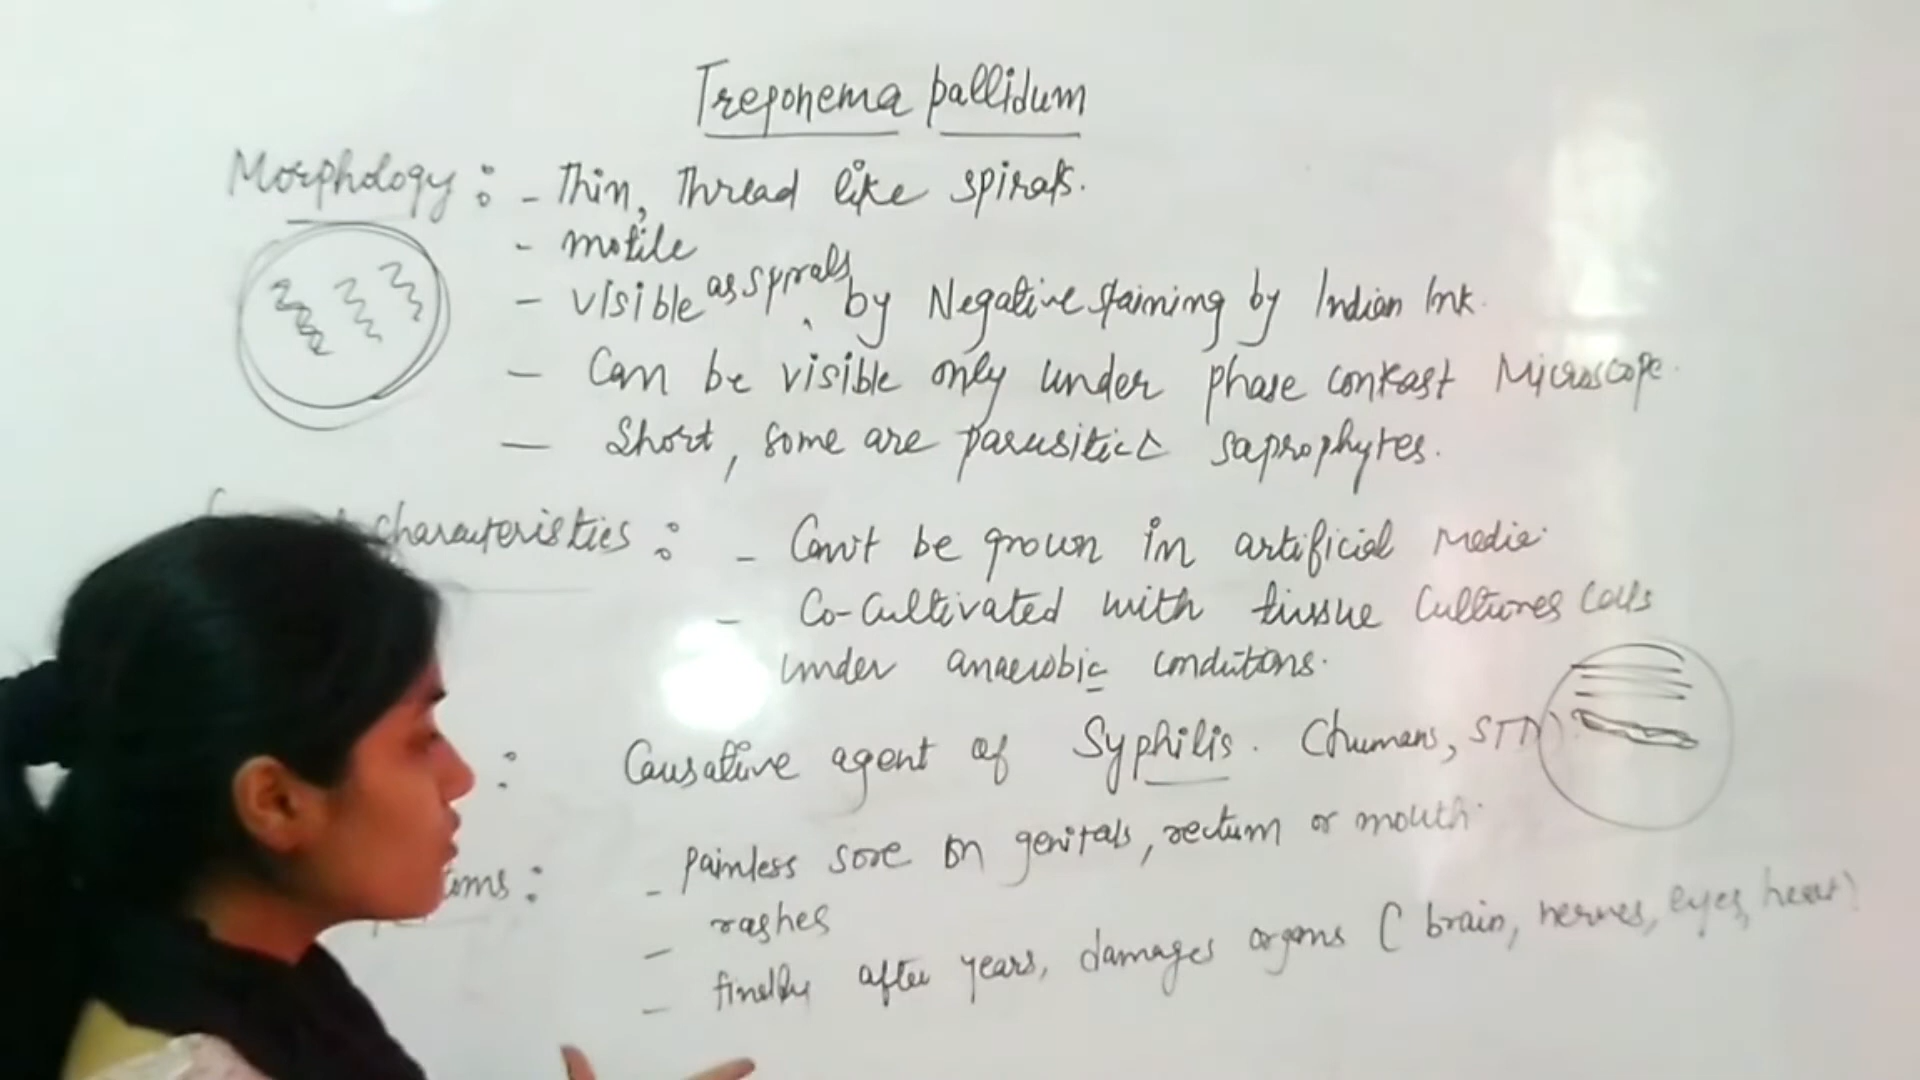 Treponema pallidum
Morphology : - Thin, Thread like spirals.
- motile
- visible as spirals by Negative staining by Indian Ink.
- Can be visible only under phase contrast Microscope.
- Short, some are parasitic & saprophytes.
characteristics : - Can't be grown in artificial media.
- Co-Cultivated with tissue Cultures Cells
under anaerobic conditions.
: Causative agent of Syphilis. (humans, STD)
oms : - painless sore on genitals, rectum or mouth.
- rashes
- finally after years, damages organs ( brain, nerves, eyes, heart)